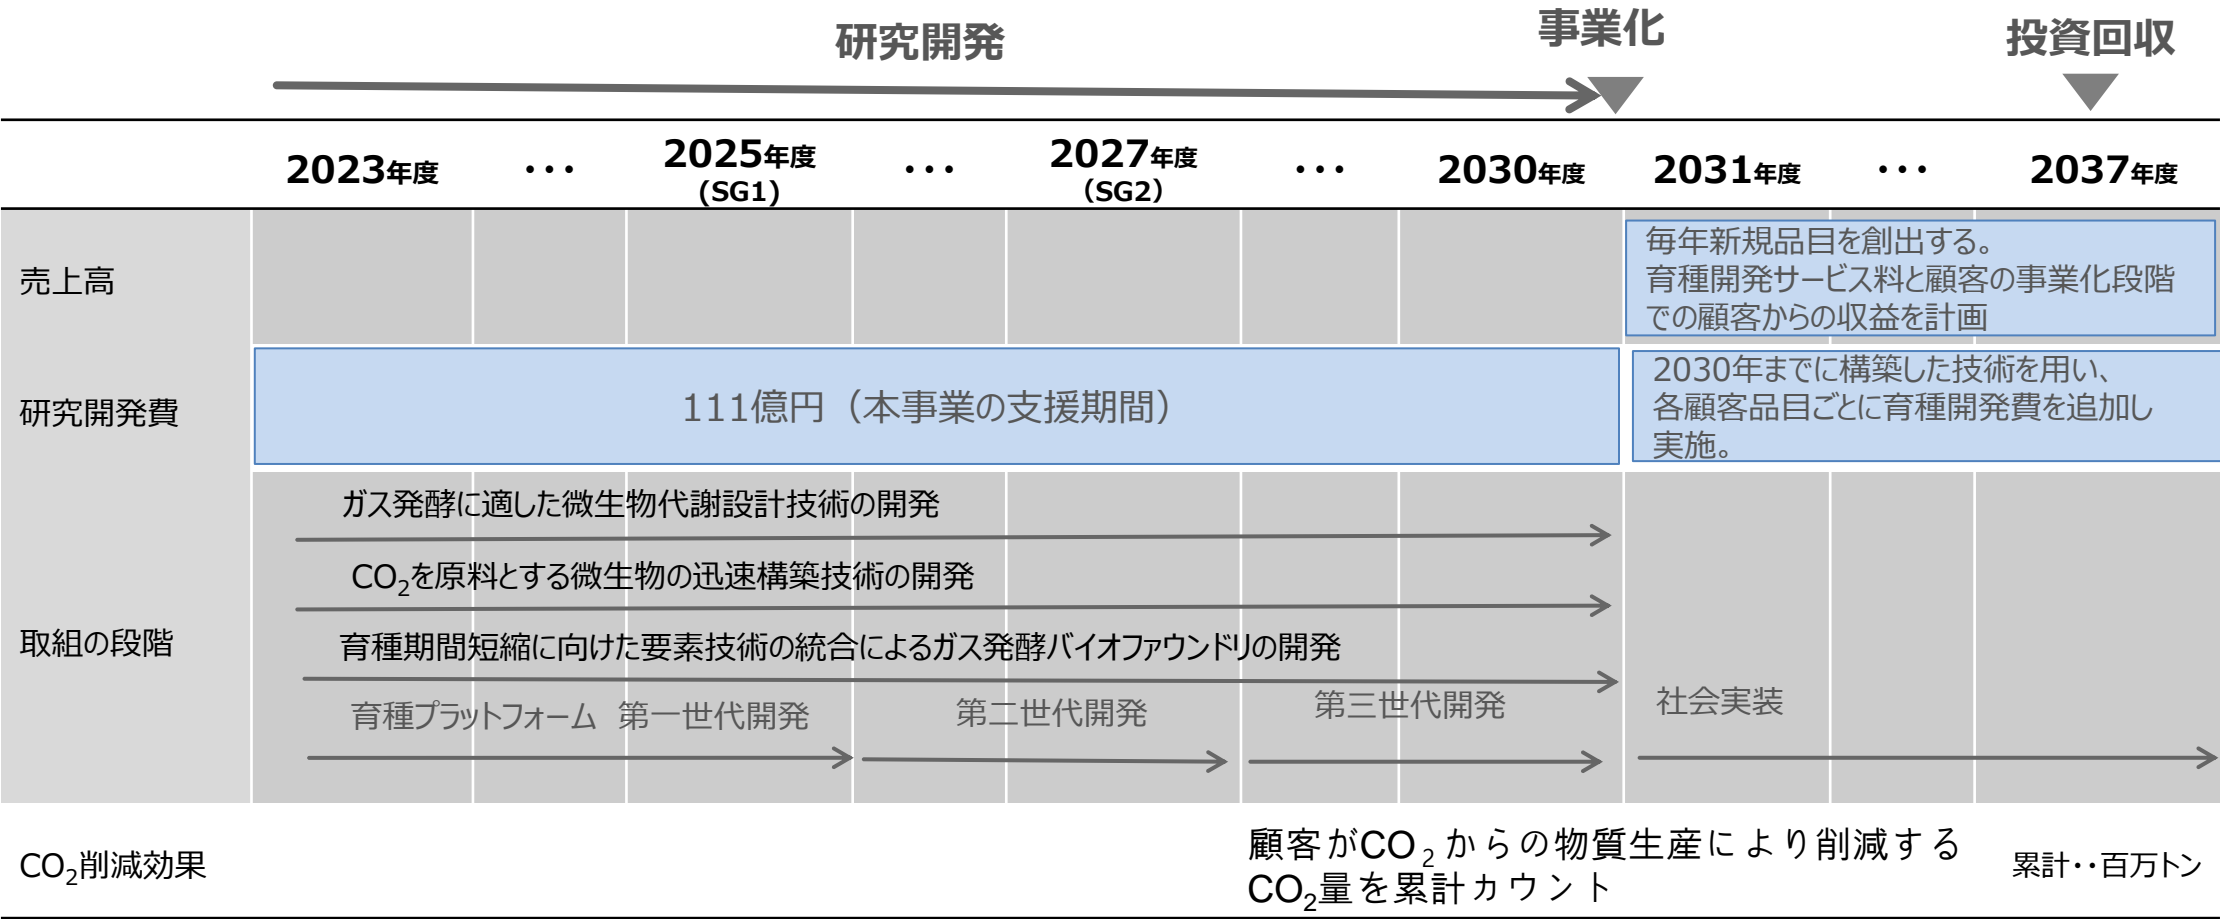 研究開発
事業化
投資回収
2023年度 ・・・ 2025年度 ・・・ 2027年度 ・・・ 2030年度 2031年度 ・・・ 2037年度
(SG1) （SG2）
売上高
毎年新規品目を創出する。
育種開発サービス料と顧客の事業化段階
での顧客からの収益を計画
研究開発費
111億円（本事業の支援期間）
2030年までに構築した技術を用い、
各顧客品目ごとに育種開発費を追加し
実施。
取組の段階
ガス発酵に適した微生物代謝設計技術の開発
CO2を原料とする微生物の迅速構築技術の開発
育種期間短縮に向けた要素技術の統合によるガス発酵バイオファウンドリの開発
育種プラットフォーム 第一世代開発 第二世代開発 第三世代開発 社会実装
CO2削減効果
顧客がCO2からの物質生産により削減する
CO2量を累計カウント
累計・・百万トン